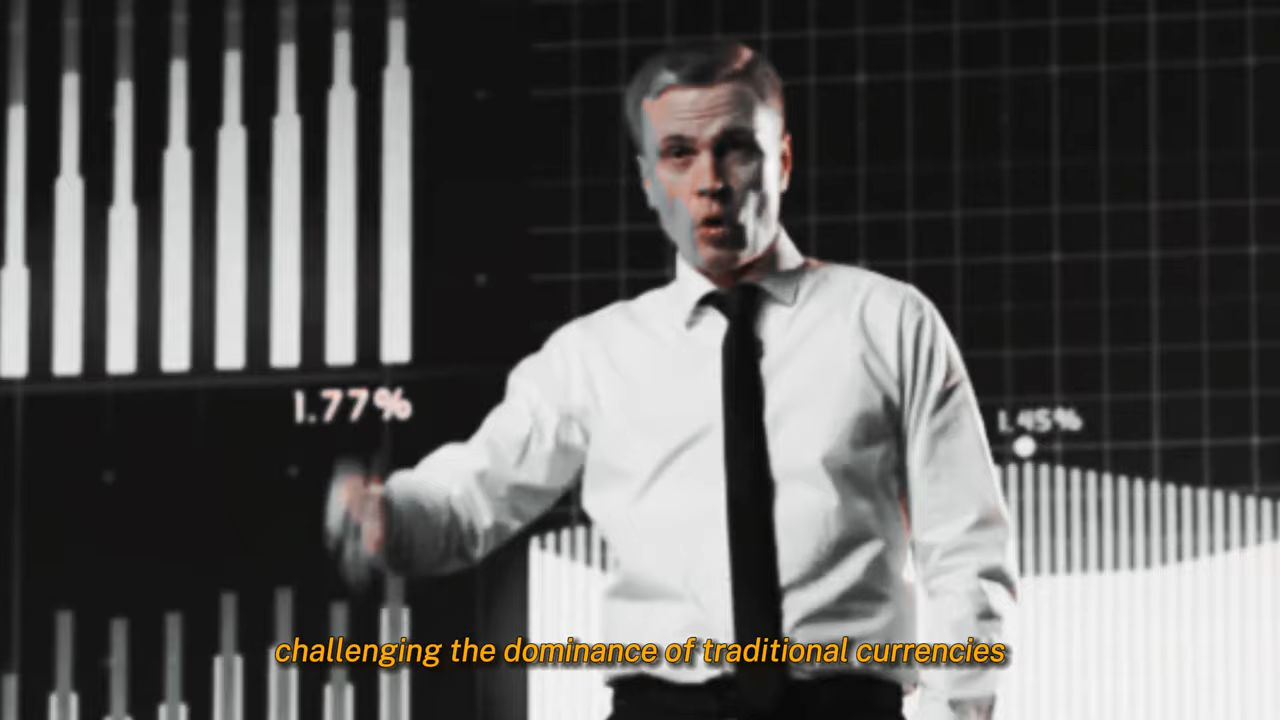 1.77%
1.45%
challenging the dominance of traditional currencies